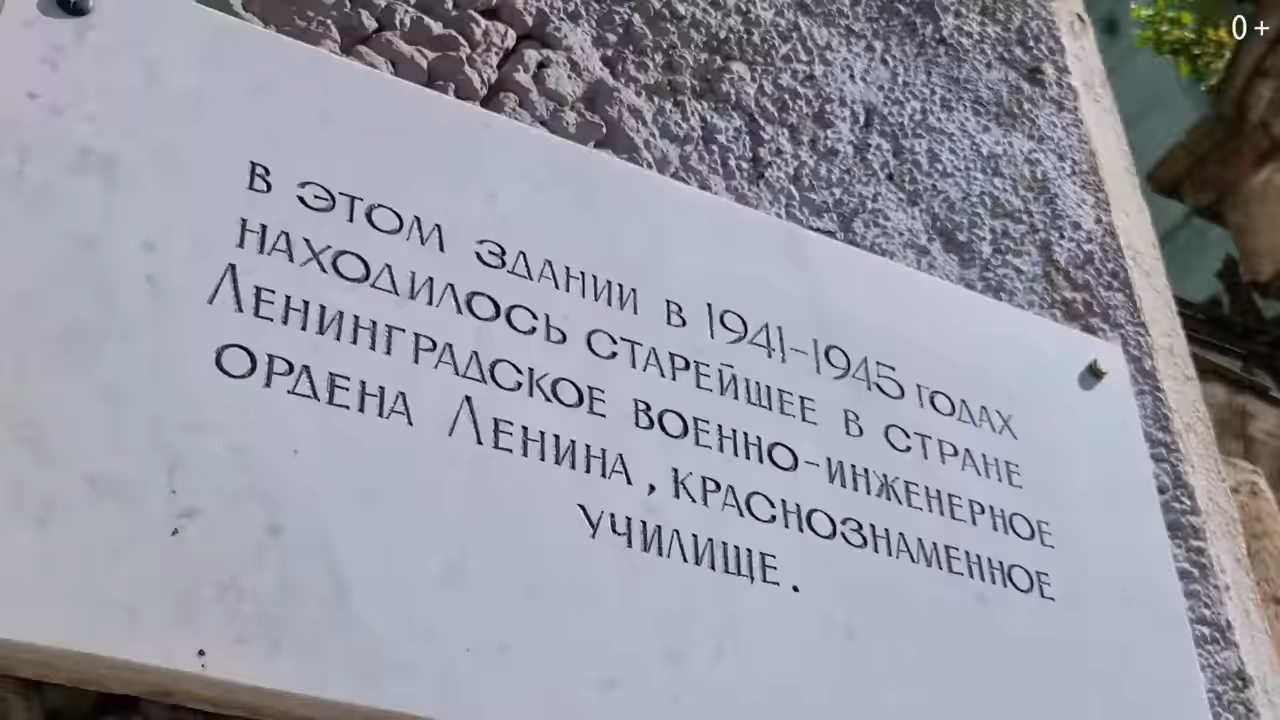 0+
В ЭТОМ ЗДАНИИ В 1941-1945 ГОДАХ
НАХОДИЛОСЬ СТАРЕЙШЕЕ В СТРАНЕ
ЛЕНИНГРАДСКОЕ ВОЕННО-ИНЖЕНЕРНОЕ
ОРДЕНА ЛЕНИНА, КРАСНОЗНАМЕННОЕ
УЧИЛИЩЕ.